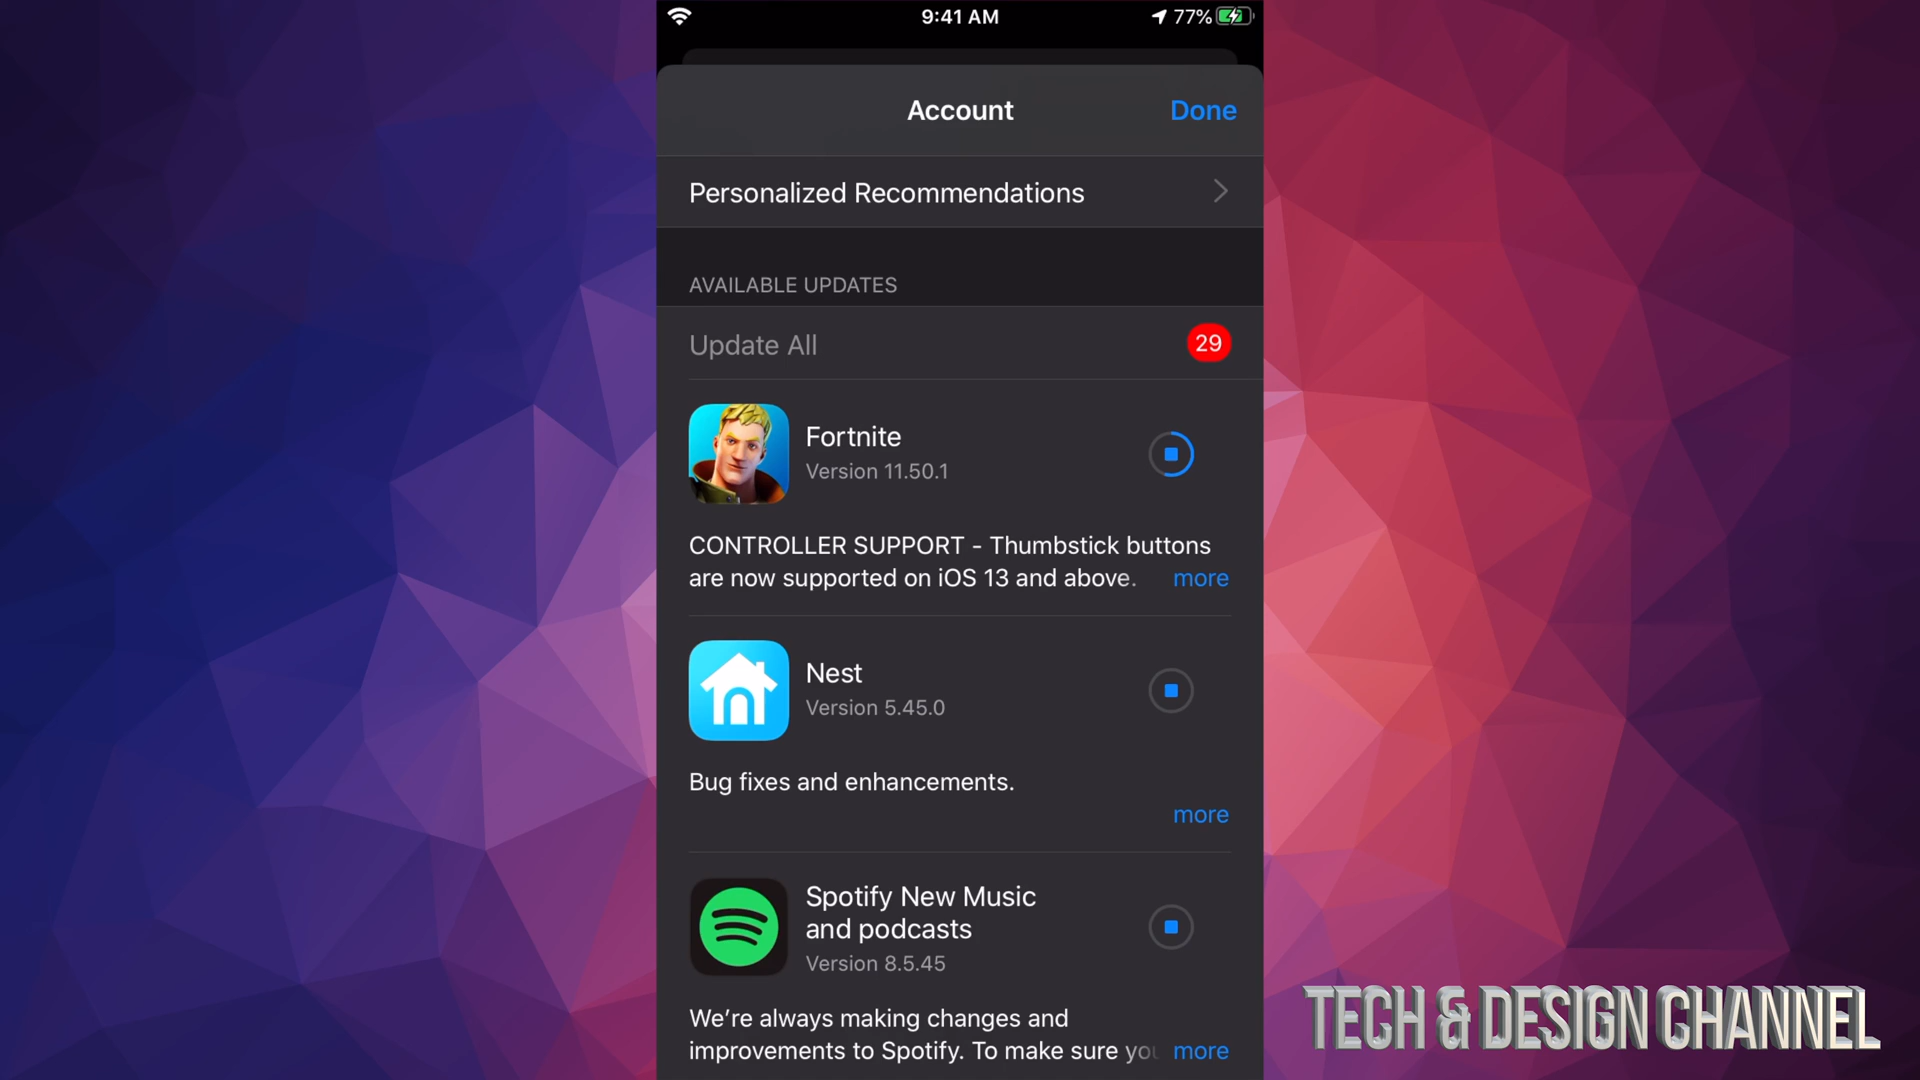 9:41 AM
77%
Account
Done
Personalized Recommendations
AVAILABLE UPDATES
Update All
29
Fortnite
Version 11.50.1
CONTROLLER SUPPORT - Thumbstick buttons
are now supported on iOS 13 and above. more
Nest
Version 5.45.0
Bug fixes and enhancements.
more
Spotify New Music
and podcasts
Version 8.5.45
We’re always making changes and
improvements to Spotify. To make sure you more
TECH & DESIGN CHANNEL